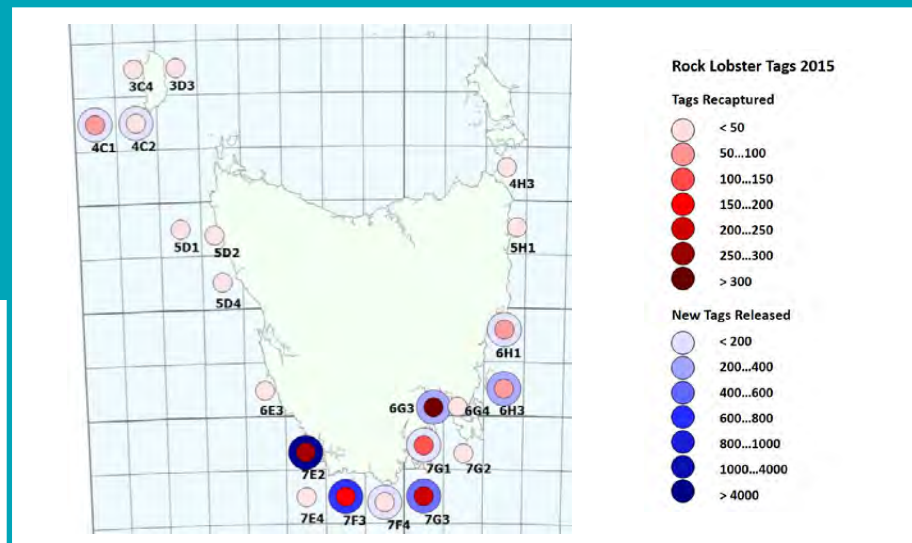 3C4
3D3
4C1
4C2
4H3
5D1
5D2
5H1
5D4
6H1
6E3
6G3
6G4
6H3
7E2
7G1
7G2
7E4
7F3
7F4
7G3
Rock Lobster Tags 2015
Tags Recaptured
< 50
50...100
100...150
150...200
200...250
250...300
> 300
New Tags Released
< 200
200...400
400...600
600...800
800...1000
1000...4000
> 4000